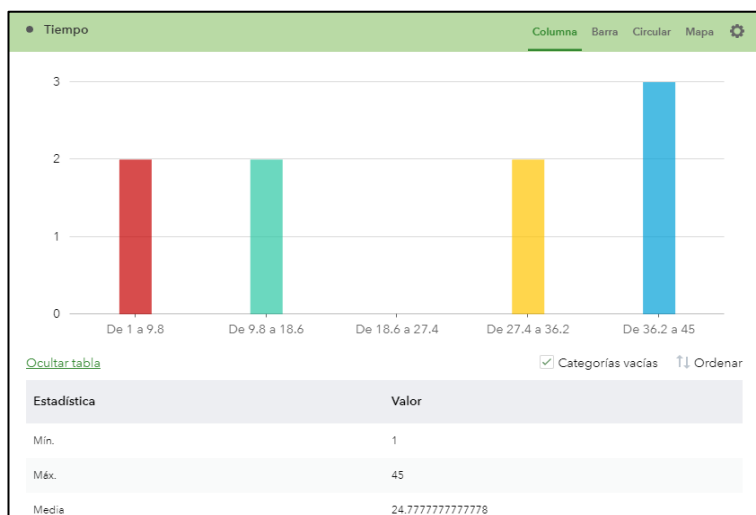 Tiempo
Columna Barra Circular Mapa
3
2
1
0
De 1 a 9.8 De 9.8 a 18.6 De 18.6 a 27.4 De 27.4 a 36.2 De 36.2 a 45
Ocultar tabla Categorías vacías Ordenar
Estadística Valor
Mín. 1
Máx. 45
Media 24.7777777777778